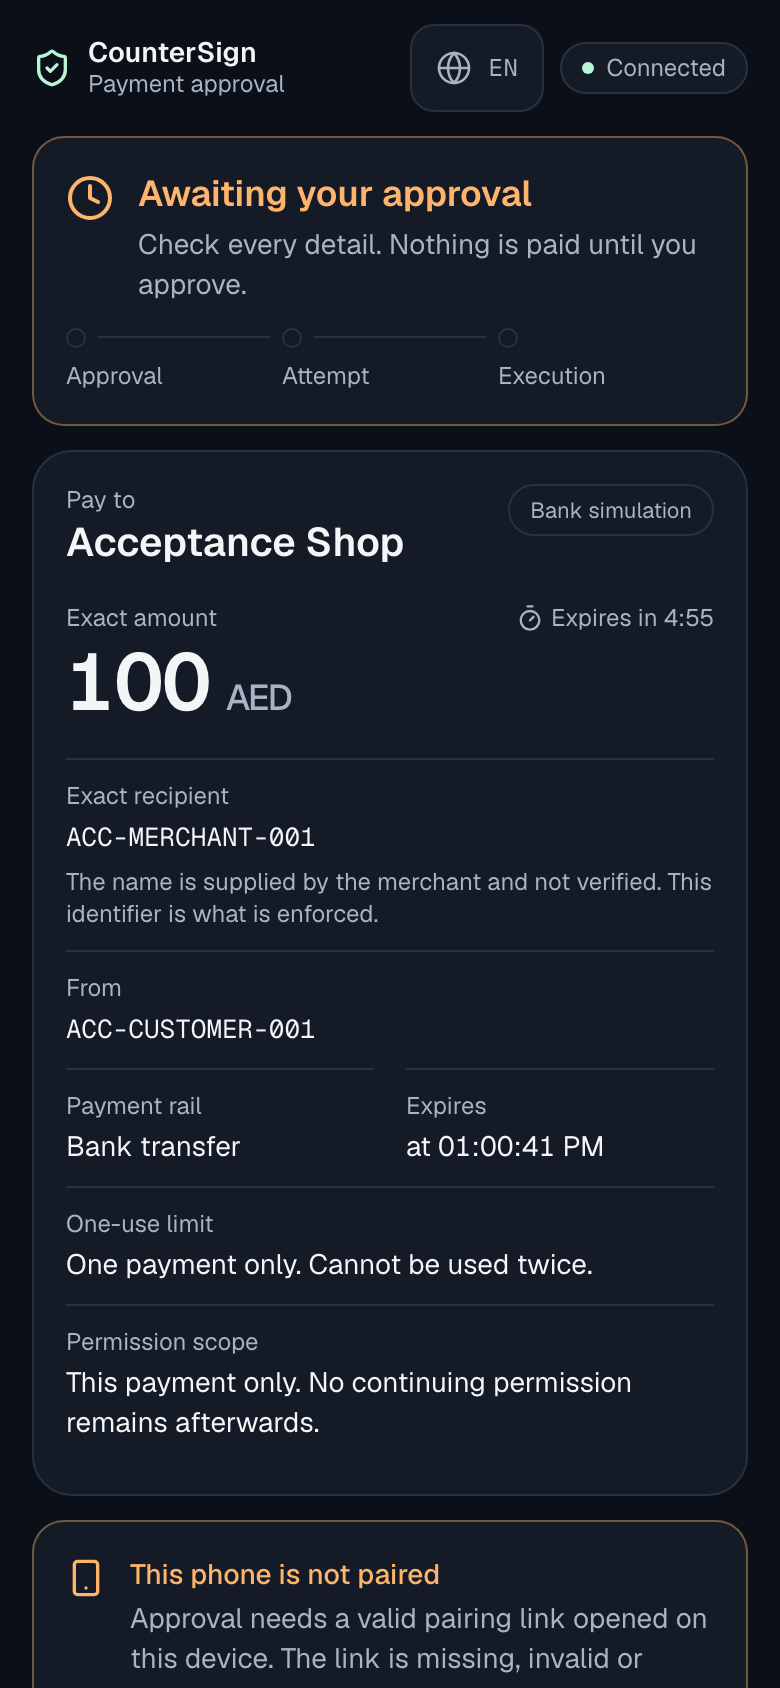 CounterSign
Payment approval
EN
Connected
Awaiting your approval
Check every detail. Nothing is paid until you
approve.
Approval
Attempt
Execution
Pay to
Bank simulation
Acceptance Shop
Exact amount
Expires in 4:55
100 AED
Exact recipient
ACC-MERCHANT-001
The name is supplied by the merchant and not verified. This
identifier is what is enforced.
From
ACC-CUSTOMER-001
Payment rail
Bank transfer
Expires
at 01:00:41 PM
One-use limit
One payment only. Cannot be used twice.
Permission scope
This payment only. No continuing permission
remains afterwards.
This phone is not paired
Approval needs a valid pairing link opened on
this device. The link is missing, invalid or